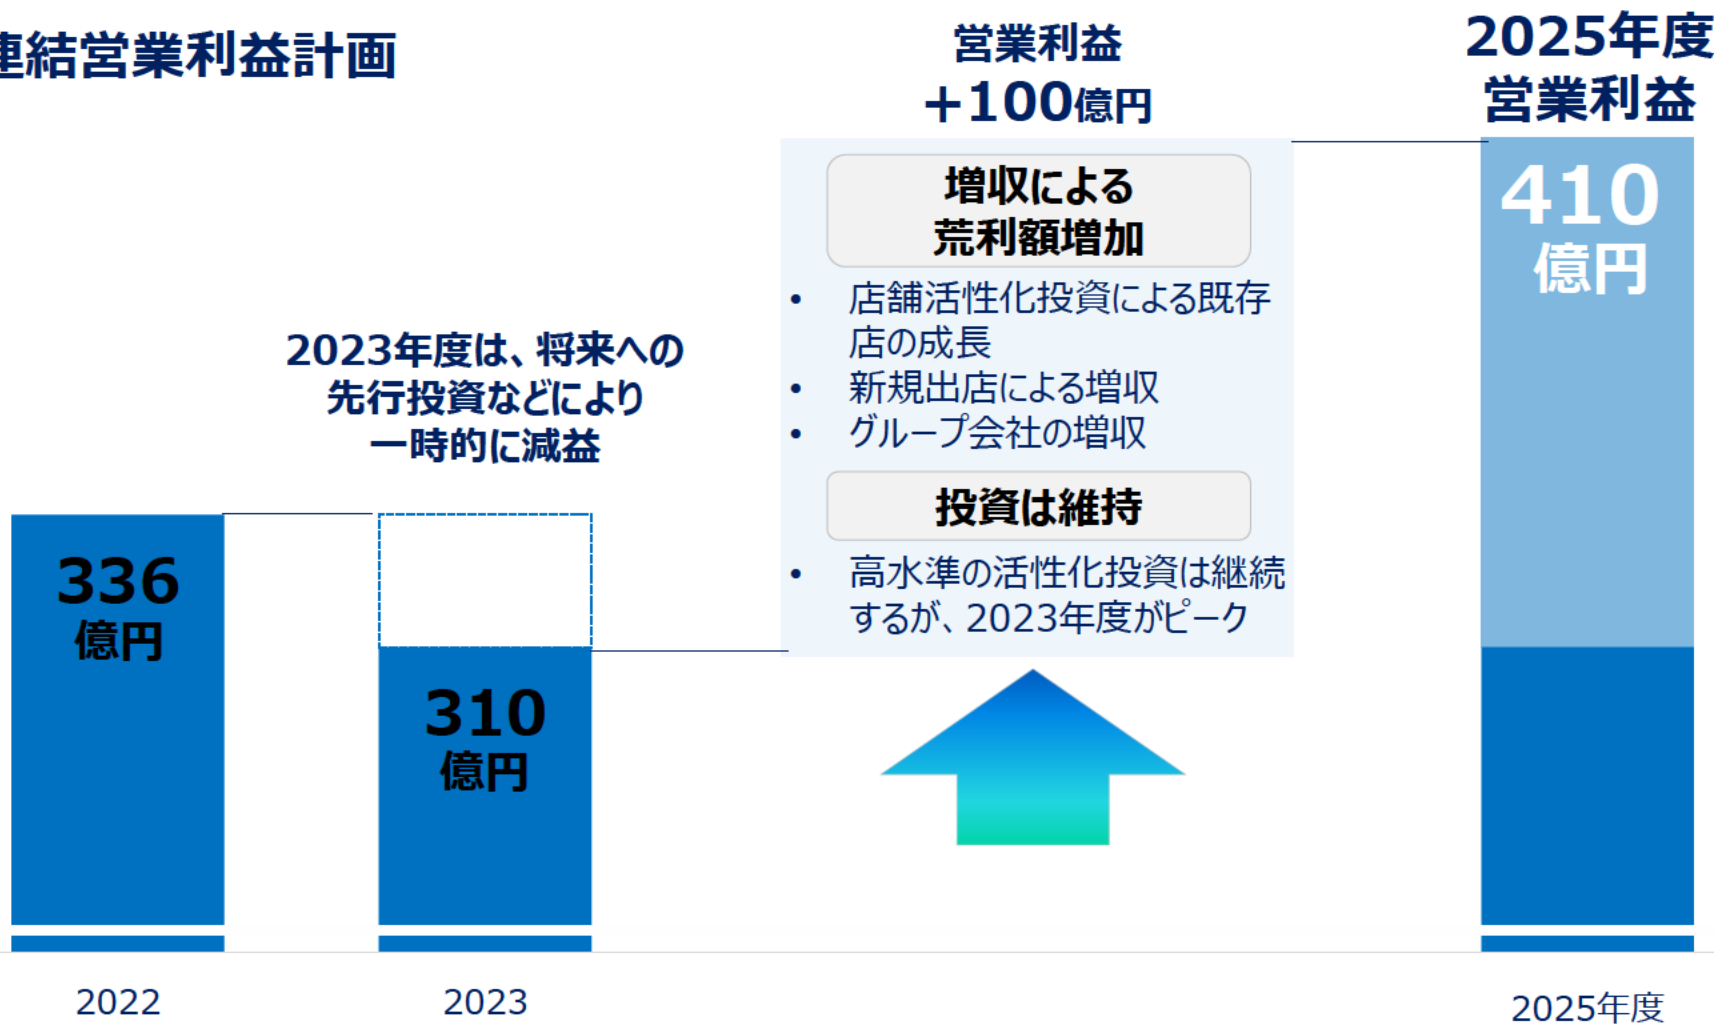 連結営業利益計画
営業利益
+100億円
2025年度
営業利益
増収による
荒利額増加
• 店舗活性化投資による既存
店の成長
• 新規出店による増収
• グループ会社の増収
投資は維持
• 高水準の活性化投資は継続
するが、2023年度がピーク
410
億円
2023年度は、将来への
先行投資などにより
一時的に減益
336
億円
310
億円
2022
2023
2025年度